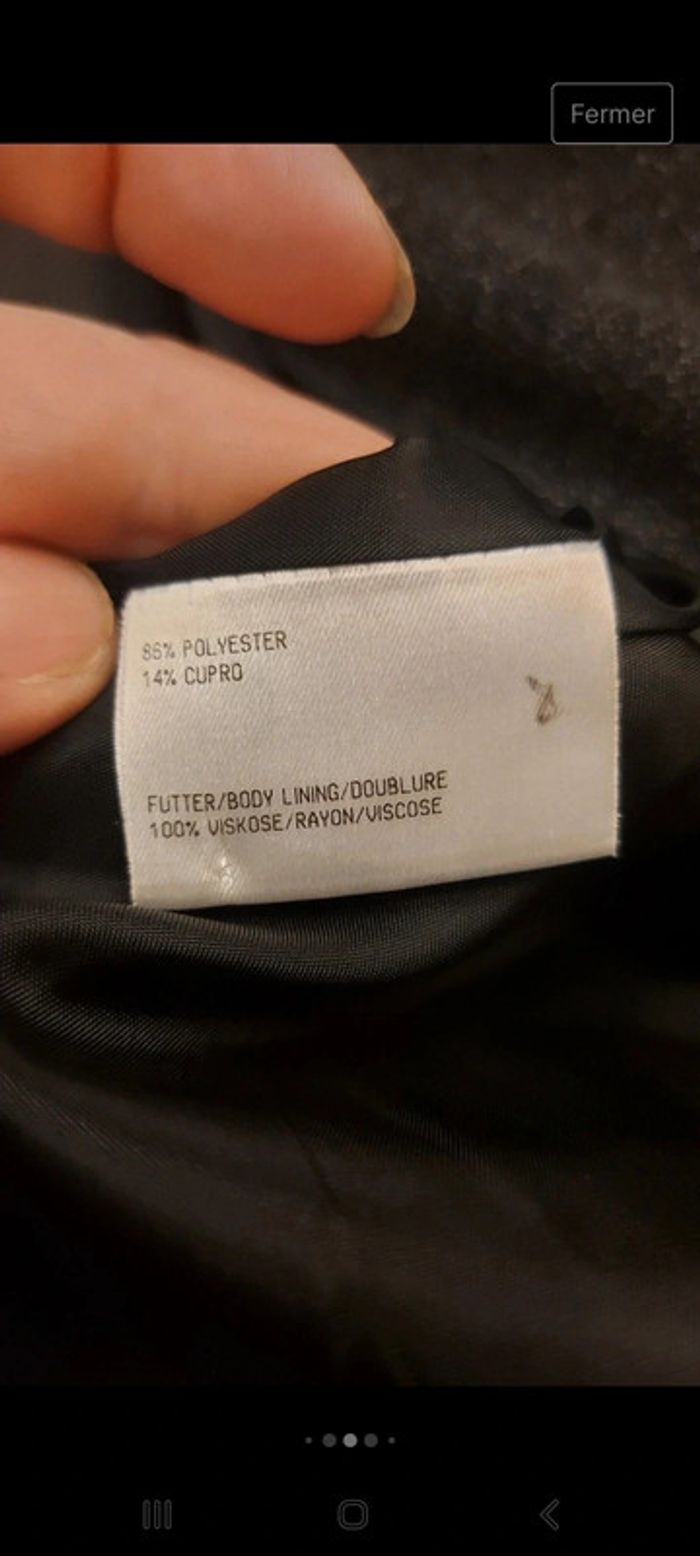 Fermer
86% POLYESTER
14% CUPRO
FUTTER/BODY LINING/DOUBLURE
100% VISKOSE/RAYON/VISCOSE